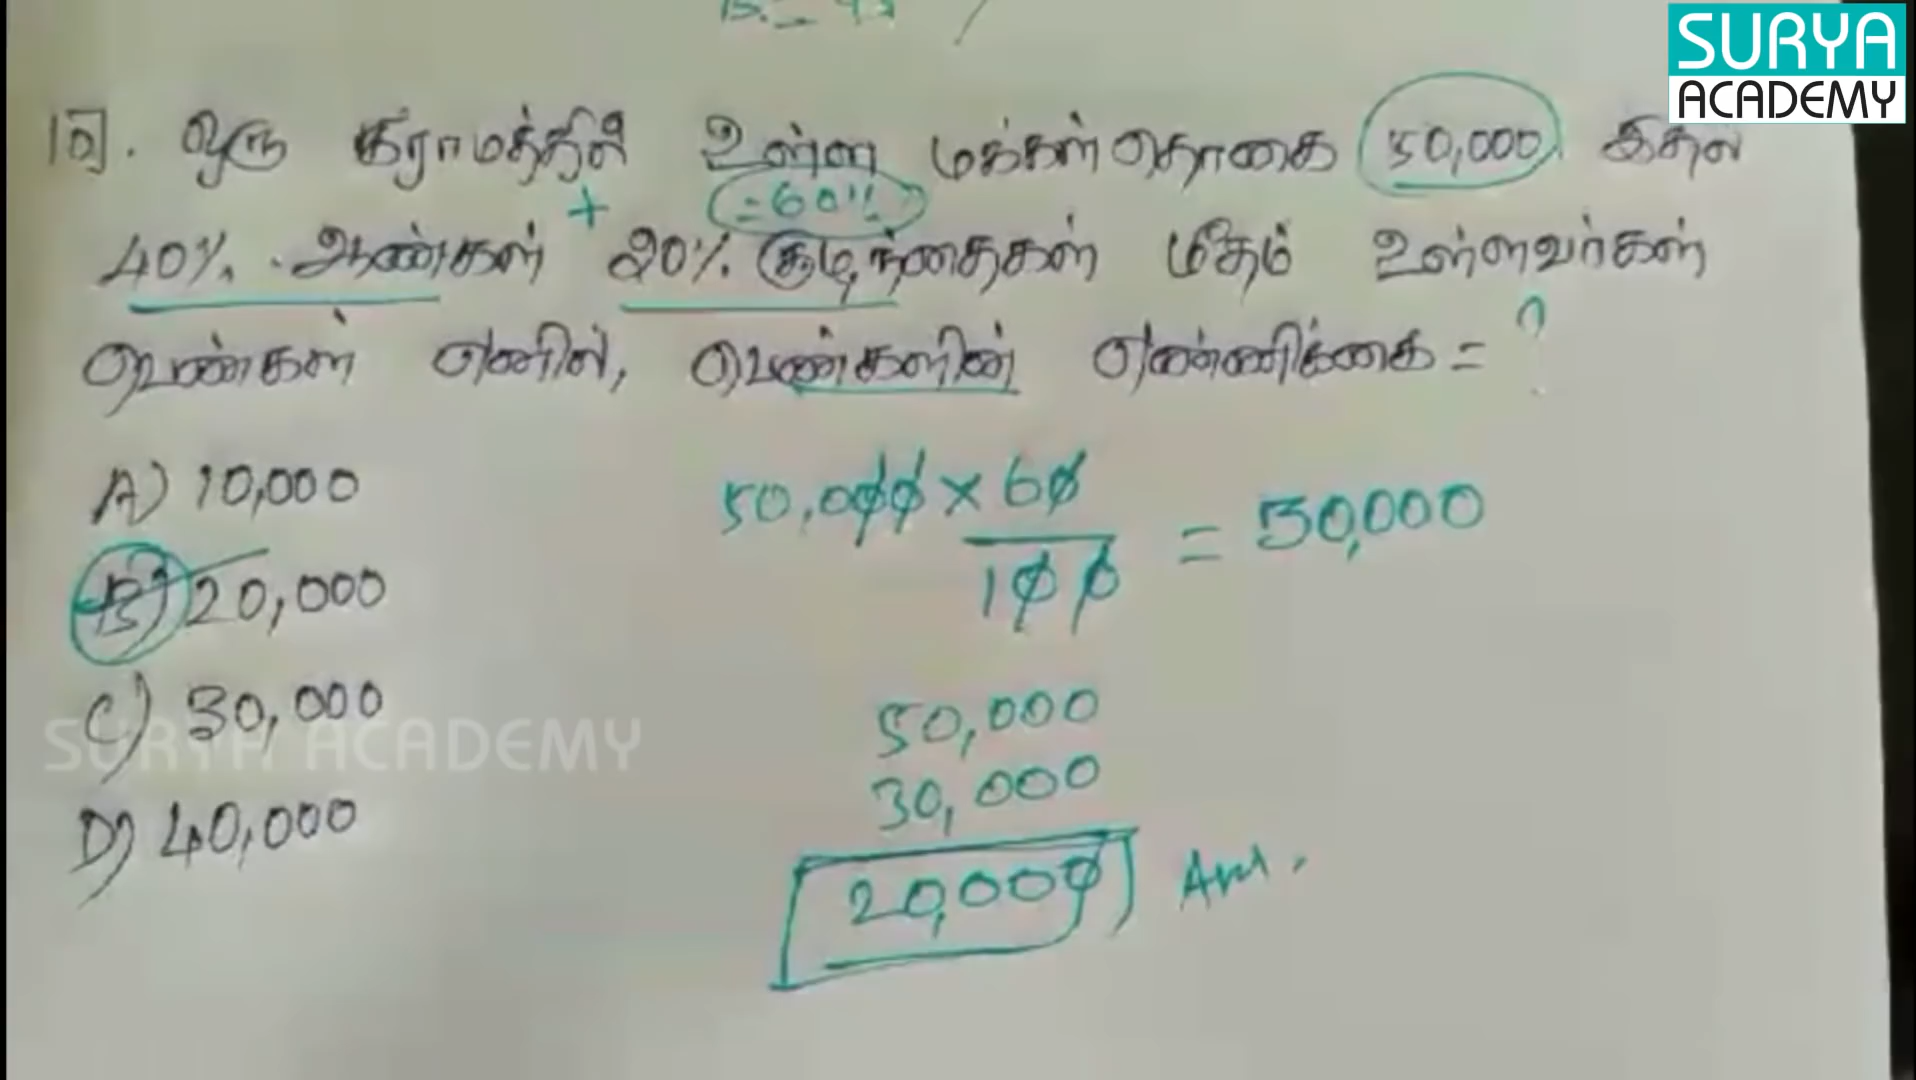 SURYA
ACADEMY
10]. ஒரு கிராமத்தில் உள்ள மக்கள்தொகை 50,000. இதில்
+ =60%
40%. ஆண்கள் 20%. குழந்தைகள் மீதம் உள்ளவர்கள்
பெண்கள் எனில், பெண்களின் எண்ணிக்கை = ?
A) 10,000
50,000 × 60
100
= 30,000
B) 20,000
C) 30,000
SURYA ACADEMY
D) 40,000
50,000
30,000
20,000 Ans.